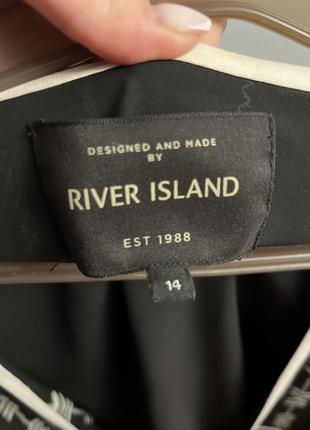 DESIGNED AND MADE
BY
RIVER ISLAND
EST 1988
14